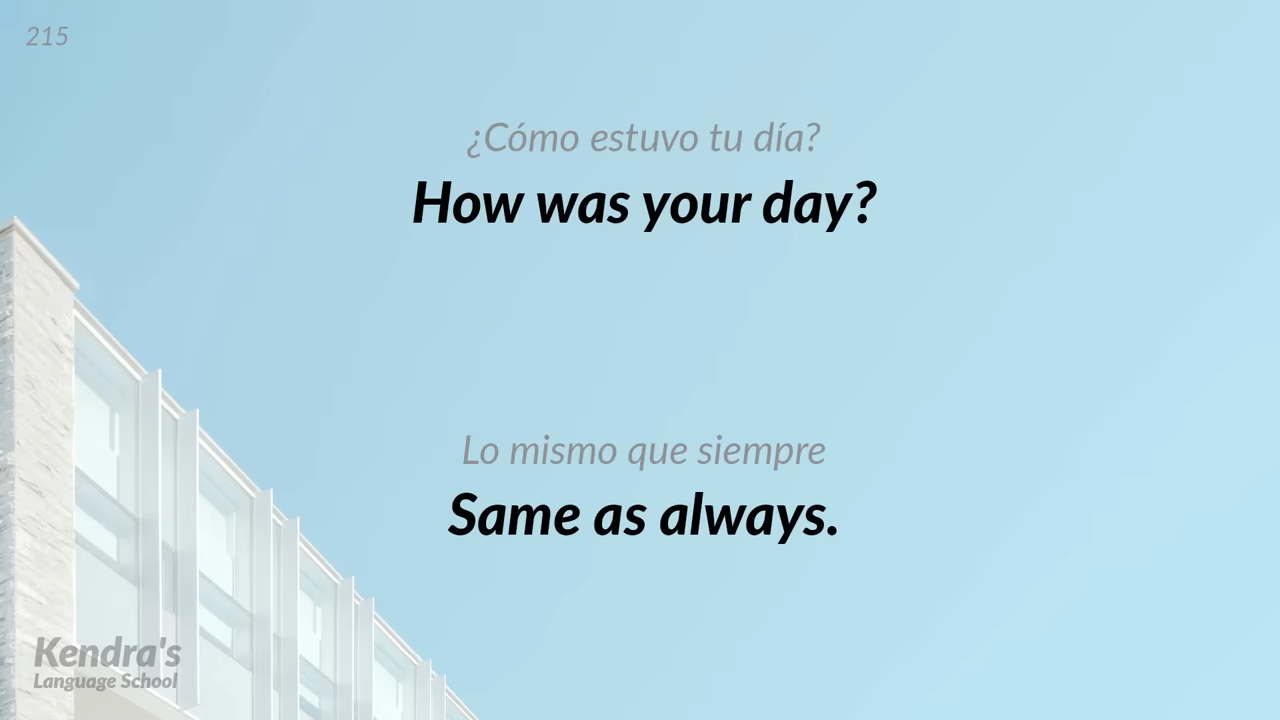 215
¿Cómo estuvo tu día?
How was your day?
Lo mismo que siempre
Same as always.
Kendra's
Language School